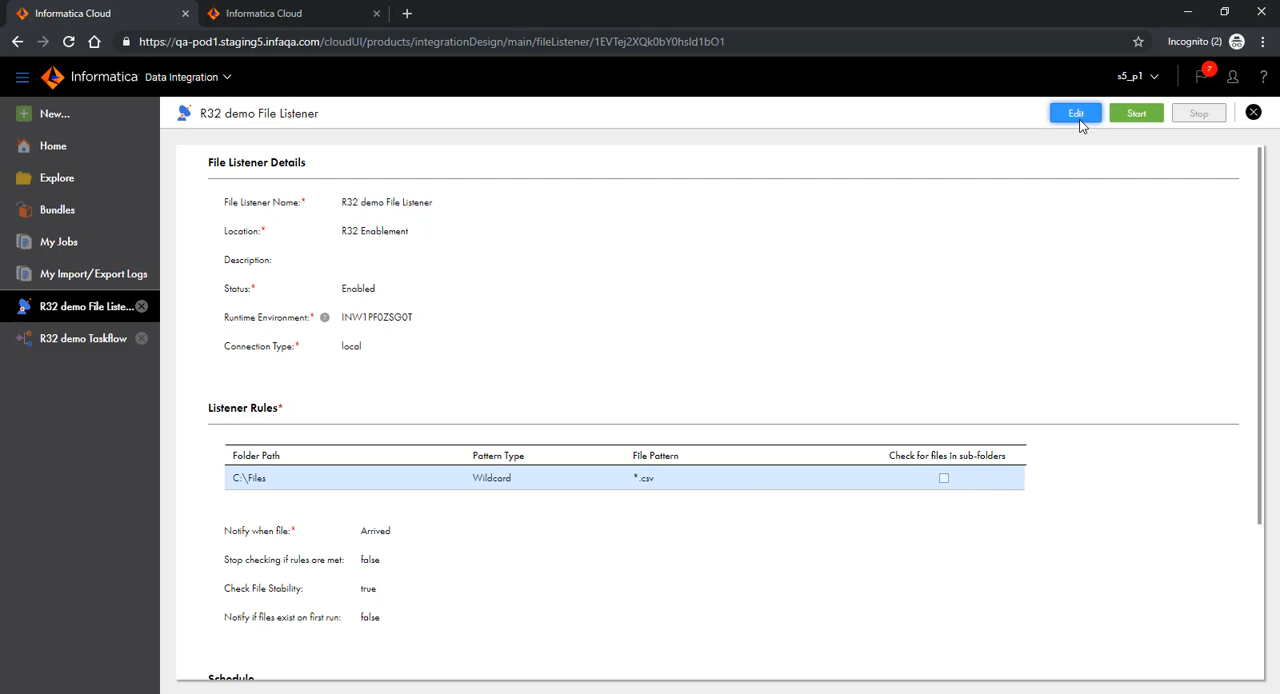 Informatica Cloud
Informatica Cloud
https://qa-pod1.staging5.infaqa.com/cloudUI/products/integrationDesign/main/fileListener/1EVTej2XQk0bY0hsld1bO1
Incognito (2)
Informatica Data Integration
s5_p1
7
?
New...
Home
Explore
Bundles
My Jobs
My Import/Export Logs
R32 demo File Liste...
R32 demo Taskflow
R32 demo File Listener
Edit
Start
Stop
File Listener Details
File Listener Name:* R32 demo File Listener
Location:* R32 Enablement
Description:
Status:* Enabled
Runtime Environment:* INW1PF0ZSG0T
Connection Type:* local
Listener Rules*
Folder Path Pattern Type File Pattern Check for files in sub-folders
C:\Files Wildcard *.csv
Notify when file:* Arrived
Stop checking if rules are met: false
Check File Stability: true
Notify if files exist on first run: false
Schedule